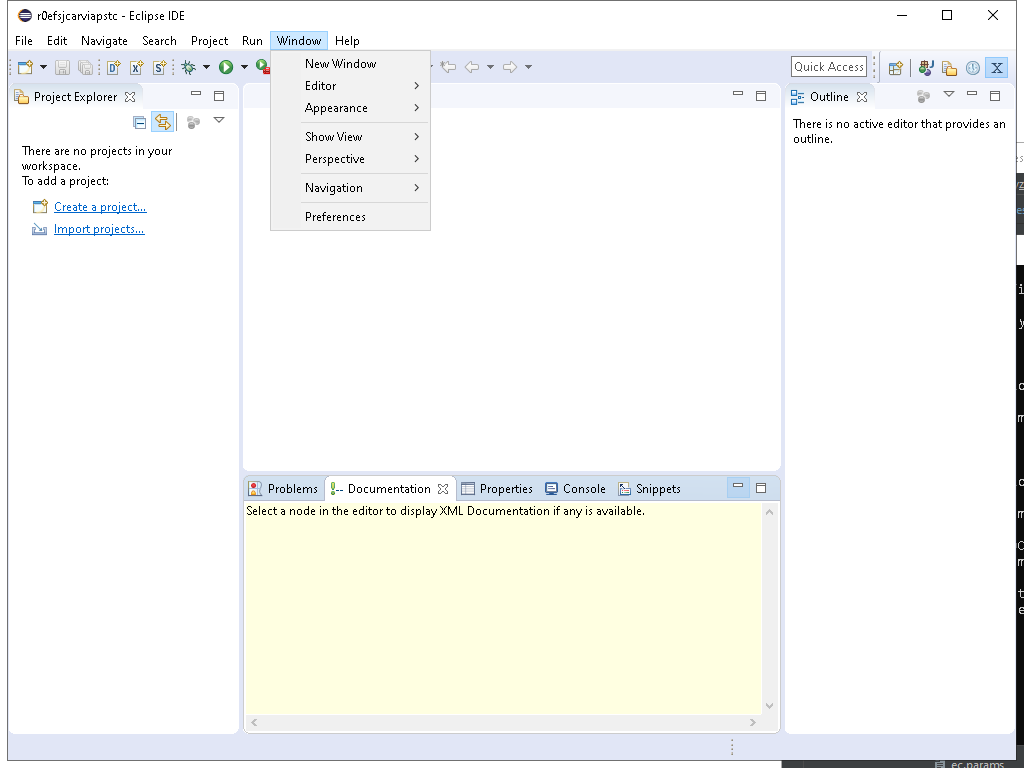 r0efsjcarviapstc - Eclipse IDE
File Edit Navigate Search Project Run Window Help
Quick Access
New Window
Editor
Appearance
Show View
Perspective
Navigation
Preferences
Project Explorer
There are no projects in your
workspace.
To add a project:
Create a project...
Import projects...
Outline
There is no active editor that provides an
outline.
Problems Documentation Properties Console Snippets
Select a node in the editor to display XML Documentation if any is available.
ec.params